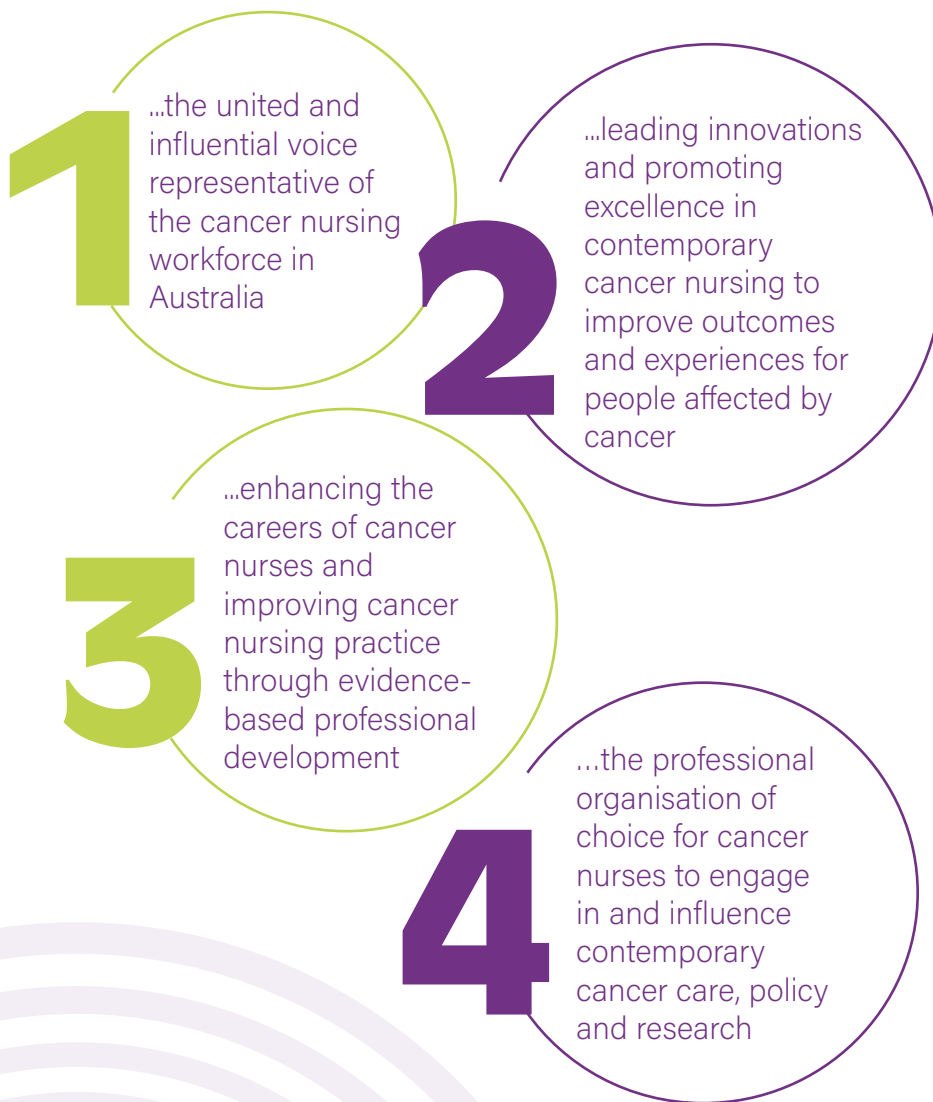 1
...the united and
influential voice
representative of
the cancer nursing
workforce in
Australia
2
...leading innovations
and promoting
excellence in
contemporary
cancer nursing to
improve outcomes
and experiences for
people affected by
cancer
3
...enhancing the
careers of cancer
nurses and
improving cancer
nursing practice
through evidence-
based professional
development
4
...the professional
organisation of
choice for cancer
nurses to engage
in and influence
contemporary
cancer care, policy
and research